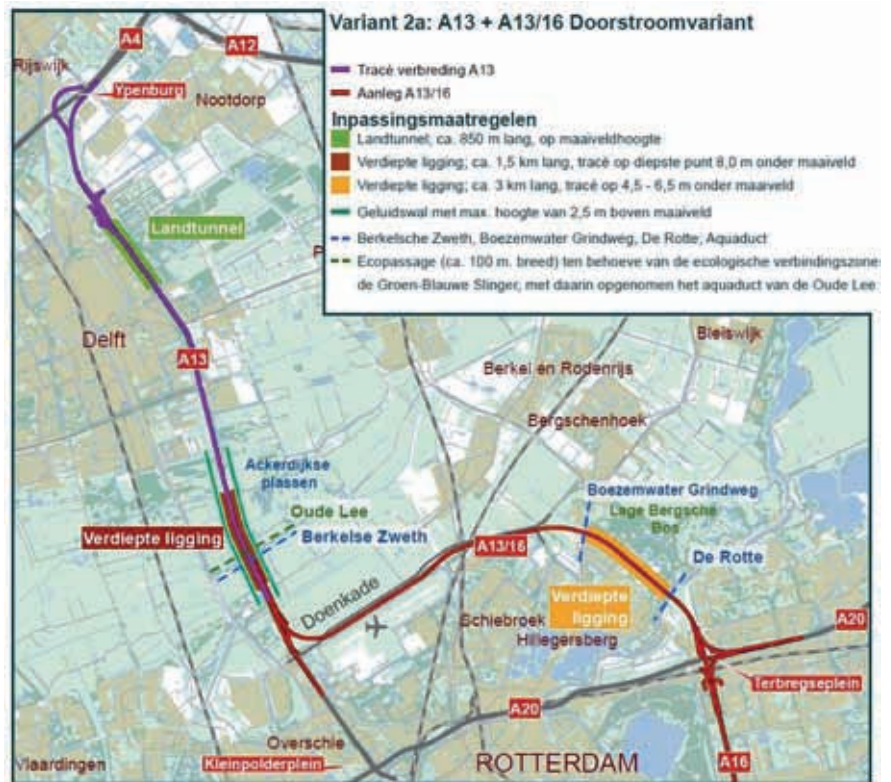 Variant 2a: A13 + A13/16 Doorstroomvariant
Tracé verbreding A13
Aanleg A13/16
Inpassingsmaatregelen
Landtunnel; ca. 850 m lang, op maaiveldhoogte
Verdiepte ligging; ca. 1,5 km lang, tracé op diepste punt 8,0 m onder maaiveld
Verdiepte ligging; ca. 3 km lang, tracé op 4,5 - 6,5 m onder maaiveld
Geluidswal met max. hoogte van 2,5 m boven maaiveld
Berkelsche Zweth, Boezemwater Grindweg, De Rotte; Aquaduct
Ecopassage (ca. 100 m. breed) ten behoeve van de ecologische verbindingszone
de Groen-Blauwe Slinger, met daarin opgenomen het aquaduct van de Oude Lee
A4
A12
Rijswijk
Ypenburg
Nootdorp
Landtunnel
P
Delft
A13
Bleiswijk
Berkel en Rodenrijs
Bergschenhoek
Ackerdijkse
plassen
Boezemwater Grindweg
Lage Bergsche
Bos
Oude Lee
Verdiepte ligging
Berkelse Zweth
A13/16
De Rotte
Doenkade
Verdiepte
ligging
Schiebroek
Hillegersberg
A20
Terbregseplein
A20
Overschie
Kleinpolderplein
ROTTERDAM
A16
Vlaardingen